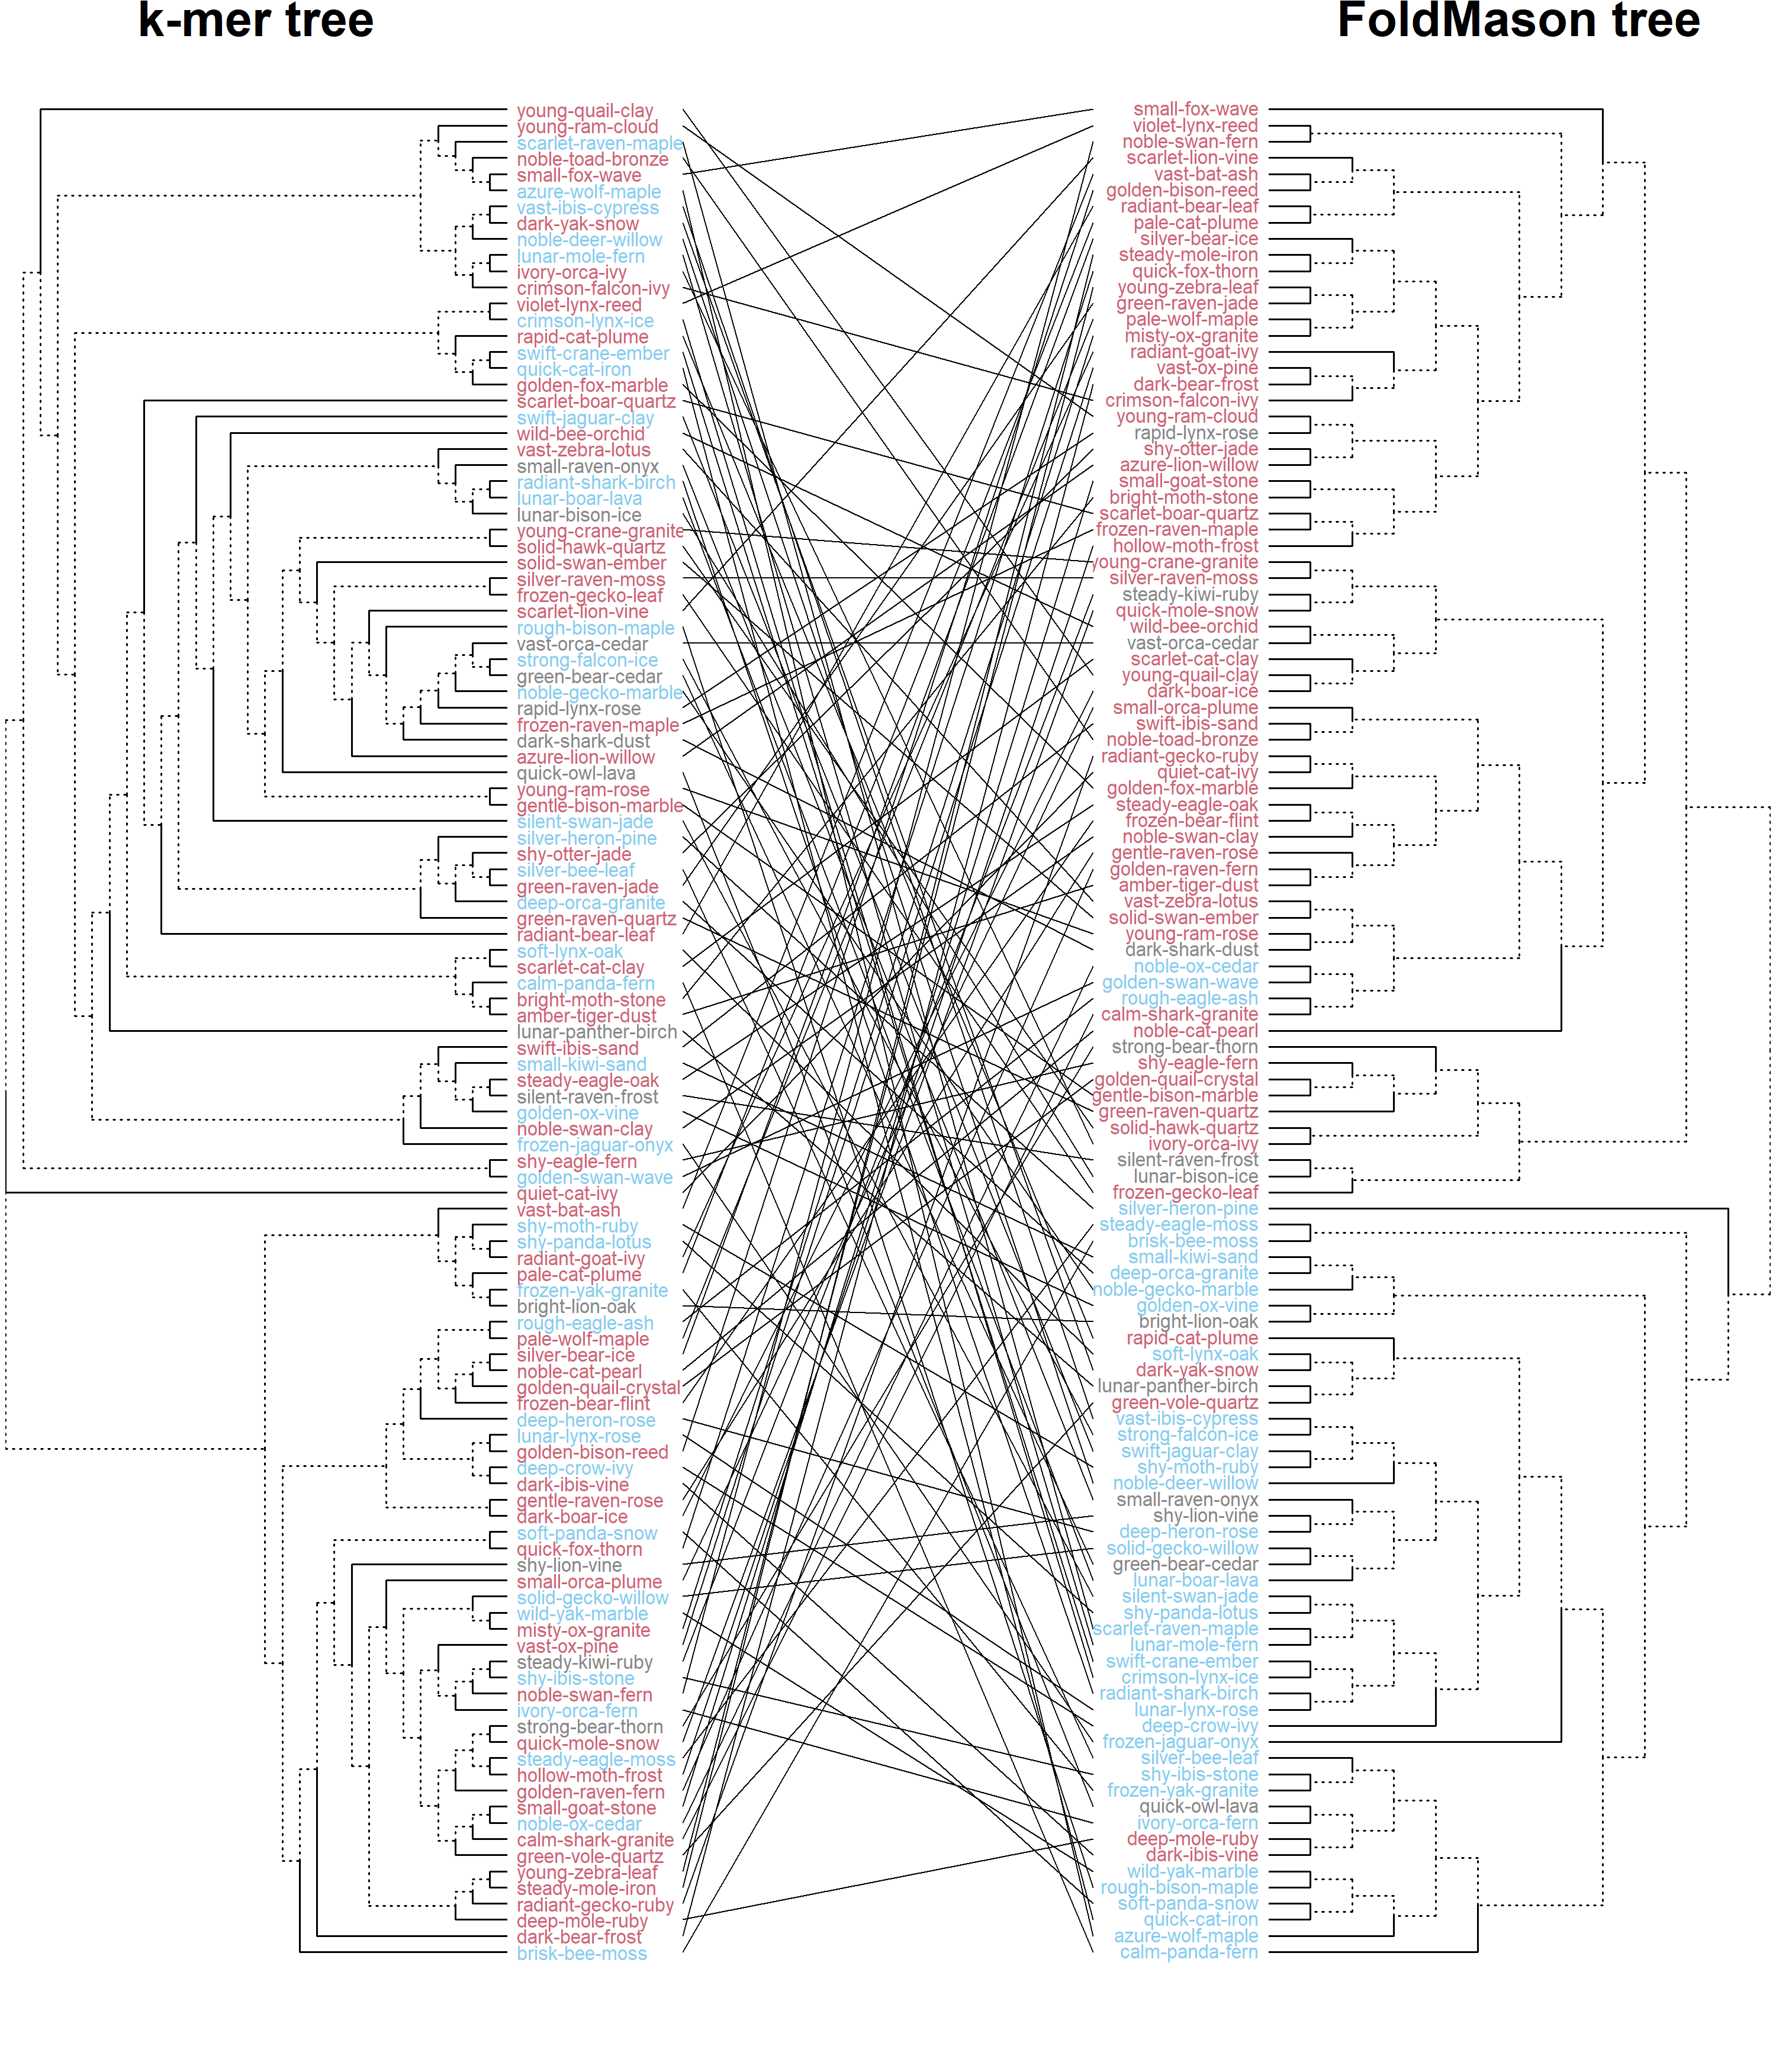 k-mer tree
FoldMason tree
young-quail-clay
young-ram-cloud
scarlet-raven-maple
noble-toad-bronze
small-fox-wave
azure-wolf-maple
vast-ibis-cypress
dark-yak-snow
noble-deer-willow
lunar-mole-fern
ivory-orca-ivy
crimson-falcon-ivy
violet-lynx-reed
crimson-lynx-ice
rapid-cat-plume
swift-crane-ember
quick-cat-iron
golden-fox-marble
scarlet-boar-quartz
swift-jaguar-clay
wild-bee-orchid
vast-zebra-lotus
small-raven-onyx
radiant-shark-birch
lunar-boar-lava
lunar-bison-ice
young-crane-granite
solid-hawk-quartz
solid-swan-ember
silver-raven-moss
frozen-gecko-leaf
scarlet-lion-vine
rough-bison-maple
vast-orca-cedar
strong-falcon-ice
green-bear-cedar
noble-gecko-marble
rapid-lynx-rose
frozen-raven-maple
dark-shark-dust
azure-lion-willow
quick-owl-lava
young-ram-rose
gentle-bison-marble
silent-swan-jade
silver-heron-pine
shy-otter-jade
silver-bee-leaf
green-raven-jade
deep-orca-granite
green-raven-quartz
radiant-bear-leaf
soft-lynx-oak
scarlet-cat-clay
calm-panda-fern
bright-moth-stone
amber-tiger-dust
lunar-panther-birch
swift-ibis-sand
small-kiwi-sand
steady-eagle-oak
silent-raven-frost
golden-ox-vine
noble-swan-clay
frozen-jaguar-onyx
shy-eagle-fern
golden-swan-wave
quiet-cat-ivy
vast-bat-ash
shy-moth-ruby
shy-panda-lotus
radiant-goat-ivy
pale-cat-plume
frozen-yak-granite
bright-lion-oak
rough-eagle-ash
pale-wolf-maple
silver-bear-ice
noble-cat-pearl
golden-quail-crystal
frozen-bear-flint
deep-heron-rose
lunar-lynx-rose
golden-bison-reed
deep-crow-ivy
dark-ibis-vine
gentle-raven-rose
dark-boar-ice
soft-panda-snow
quick-fox-thorn
shy-lion-vine
small-orca-plume
solid-gecko-willow
wild-yak-marble
misty-ox-granite
vast-ox-pine
steady-kiwi-ruby
shy-ibis-stone
noble-swan-fern
ivory-orca-fern
strong-bear-thorn
quick-mole-snow
steady-eagle-moss
hollow-moth-frost
golden-raven-fern
small-goat-stone
noble-ox-cedar
calm-shark-granite
green-vole-quartz
young-zebra-leaf
steady-mole-iron
radiant-gecko-ruby
deep-mole-ruby
dark-bear-frost
brisk-bee-moss
small-fox-wave
violet-lynx-reed
noble-swan-fern
scarlet-lion-vine
vast-bat-ash
golden-bison-reed
radiant-bear-leaf
pale-cat-plume
silver-bear-ice
steady-mole-iron
quick-fox-thorn
young-zebra-leaf
green-raven-jade
pale-wolf-maple
misty-ox-granite
radiant-goat-ivy
vast-ox-pine
dark-bear-frost
crimson-falcon-ivy
young-ram-cloud
rapid-lynx-rose
shy-otter-jade
azure-lion-willow
small-goat-stone
bright-moth-stone
scarlet-boar-quartz
frozen-raven-maple
hollow-moth-frost
young-crane-granite
silver-raven-moss
steady-kiwi-ruby
quick-mole-snow
wild-bee-orchid
vast-orca-cedar
scarlet-cat-clay
young-quail-clay
dark-boar-ice
small-orca-plume
swift-ibis-sand
noble-toad-bronze
radiant-gecko-ruby
quiet-cat-ivy
golden-fox-marble
steady-eagle-oak
frozen-bear-flint
noble-swan-clay
gentle-raven-rose
golden-raven-fern
amber-tiger-dust
vast-zebra-lotus
solid-swan-ember
young-ram-rose
dark-shark-dust
noble-ox-cedar
golden-swan-wave
rough-eagle-ash
calm-shark-granite
noble-cat-pearl
strong-bear-thorn
shy-eagle-fern
golden-quail-crystal
gentle-bison-marble
green-raven-quartz
solid-hawk-quartz
ivory-orca-ivy
silent-raven-frost
lunar-bison-ice
frozen-gecko-leaf
silver-heron-pine
steady-eagle-moss
brisk-bee-moss
small-kiwi-sand
deep-orca-granite
noble-gecko-marble
golden-ox-vine
bright-lion-oak
rapid-cat-plume
soft-lynx-oak
dark-yak-snow
lunar-panther-birch
green-vole-quartz
vast-ibis-cypress
strong-falcon-ice
swift-jaguar-clay
shy-moth-ruby
noble-deer-willow
small-raven-onyx
shy-lion-vine
deep-heron-rose
solid-gecko-willow
green-bear-cedar
lunar-boar-lava
silent-swan-jade
shy-panda-lotus
scarlet-raven-maple
lunar-mole-fern
swift-crane-ember
crimson-lynx-ice
radiant-shark-birch
lunar-lynx-rose
deep-crow-ivy
frozen-jaguar-onyx
silver-bee-leaf
shy-ibis-stone
frozen-yak-granite
quick-owl-lava
ivory-orca-fern
deep-mole-ruby
dark-ibis-vine
wild-yak-marble
rough-bison-maple
soft-panda-snow
quick-cat-iron
azure-wolf-maple
calm-panda-fern